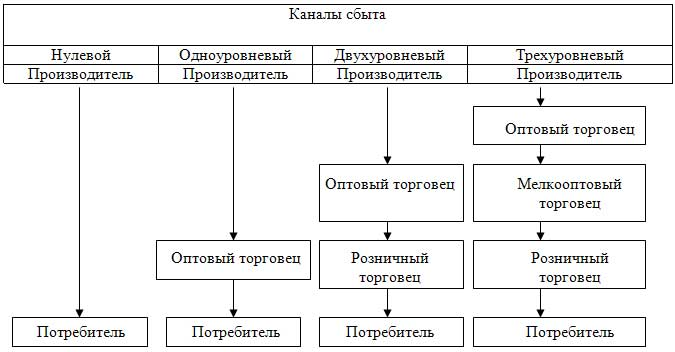 Каналы сбыта
Нулевой Одноуровневый Двухуровневый Трехуровневый
Производитель Производитель Производитель Производитель
Оптовый торговец
Оптовый торговец Мелкооптовый
торговец
Оптовый торговец Розничный Розничный
торговец торговец
Потребитель Потребитель Потребитель Потребитель